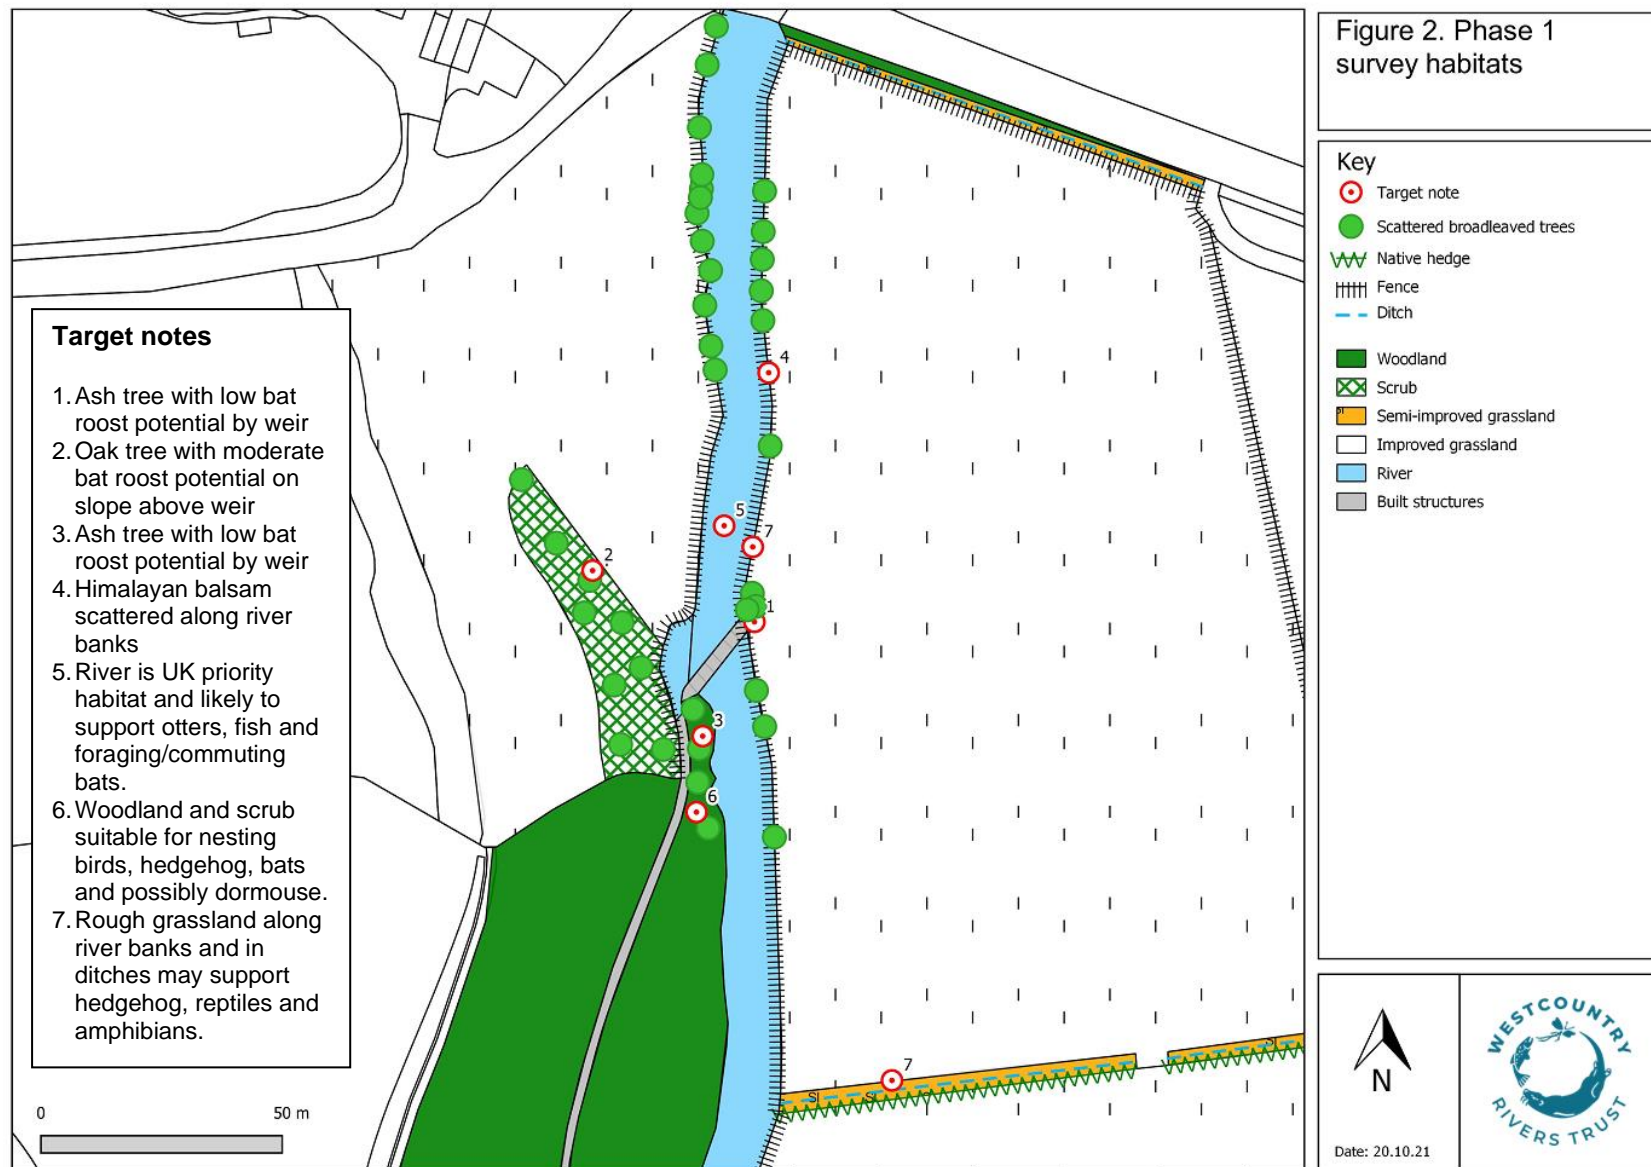 Figure 2. Phase 1
survey habitats
Key
Target note
Scattered broadleaved trees
Native hedge
Fence
Ditch
Woodland
Scrub
SI
Semi-improved grassland
Improved grassland
River
Built structures
Target notes
1. Ash tree with low bat
roost potential by weir
2. Oak tree with moderate
bat roost potential on
slope above weir
3. Ash tree with low bat
roost potential by weir
4. Himalayan balsam
scattered along river
banks
5. River is UK priority
habitat and likely to
support otters, fish and
foraging/commuting
bats.
6. Woodland and scrub
suitable for nesting
birds, hedgehog, bats
and possibly dormouse.
7. Rough grassland along
river banks and in
ditches may support
hedgehog, reptiles and
amphibians.
4
5
7
2
1
3
6
7
SI
SI
SI
0 50 m
N
Date: 20.10.21
WESTCOUNTRY
RIVERS TRUST